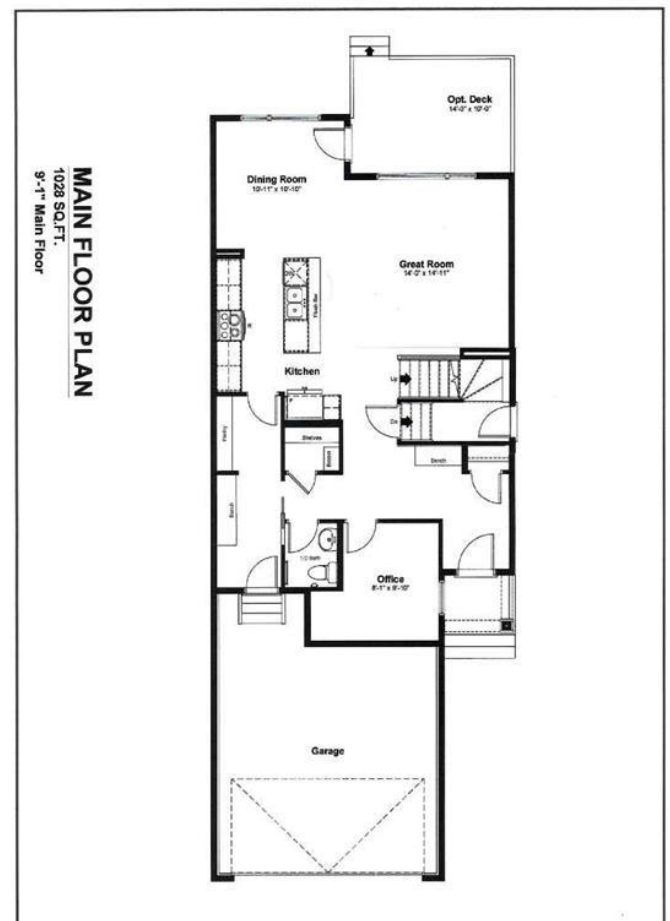 MAIN FLOOR PLAN
1028 SQ.FT.
9'-1" Main Floor
Opt. Deck
14'-0" x 10'-0"
Dining Room
10'-11" x 10'-10"
Great Room
14'-0" x 14'-11"
Flush Bar
Kitchen
Up
Dn
Pantry
Shelves
Broom
Bench
Bench
1/2 Bath
Office
8'-1" x 9'-10"
Garage